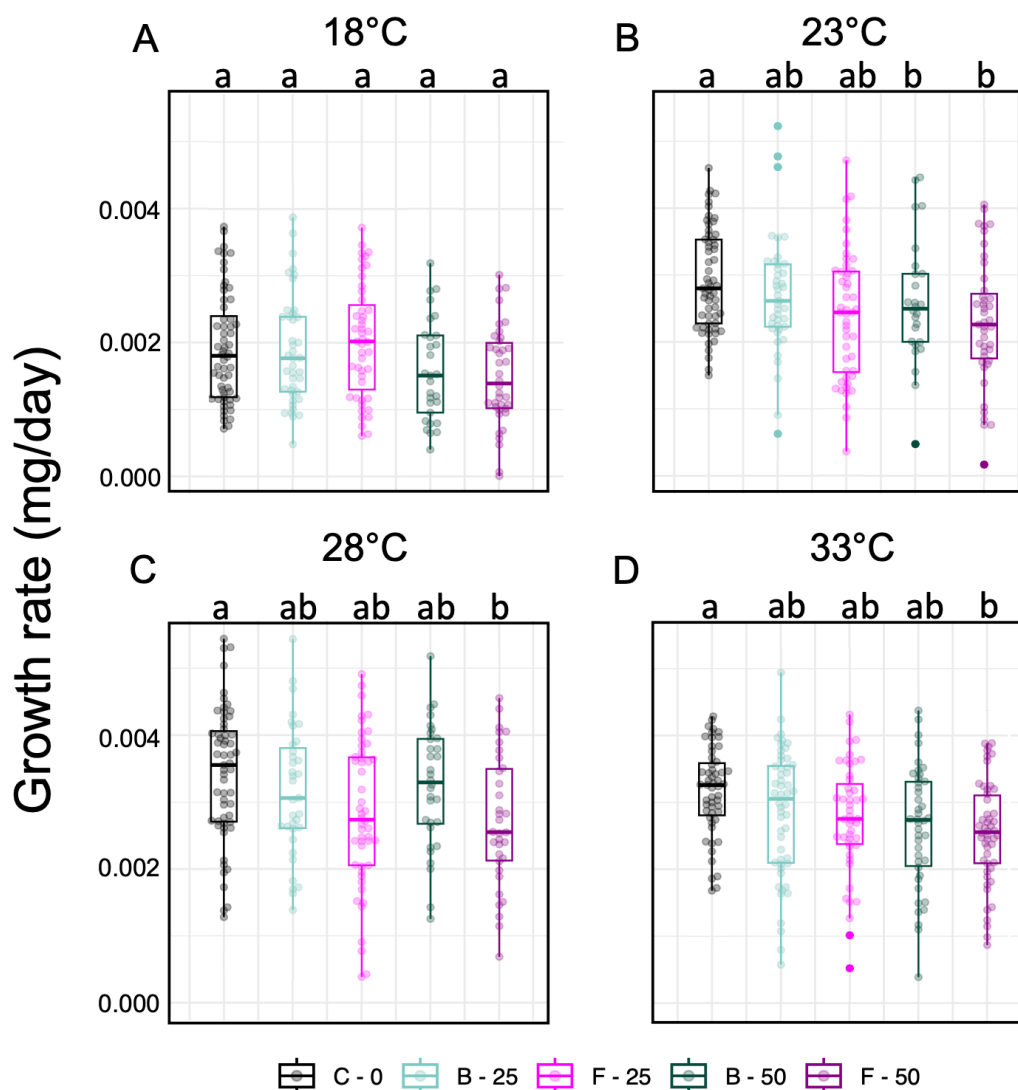 A 18°C
a a a a a
B 23°C
a ab ab b b
0.004
0.002
0.000
C 28°C
a ab ab ab b
D 33°C
a ab ab ab b
0.004
0.002
0.000
Growth rate (mg/day)
C - 0 B - 25 F - 25 B - 50 F - 50